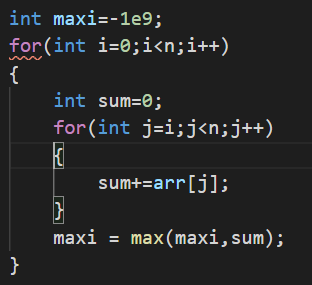 int maxi=-1e9;
for(int i=0;i<n;i++)
{
    int sum=0;
    for(int j=i;j<n;j++)
    {
        sum+=arr[j];
    }
    maxi = max(maxi,sum);
}